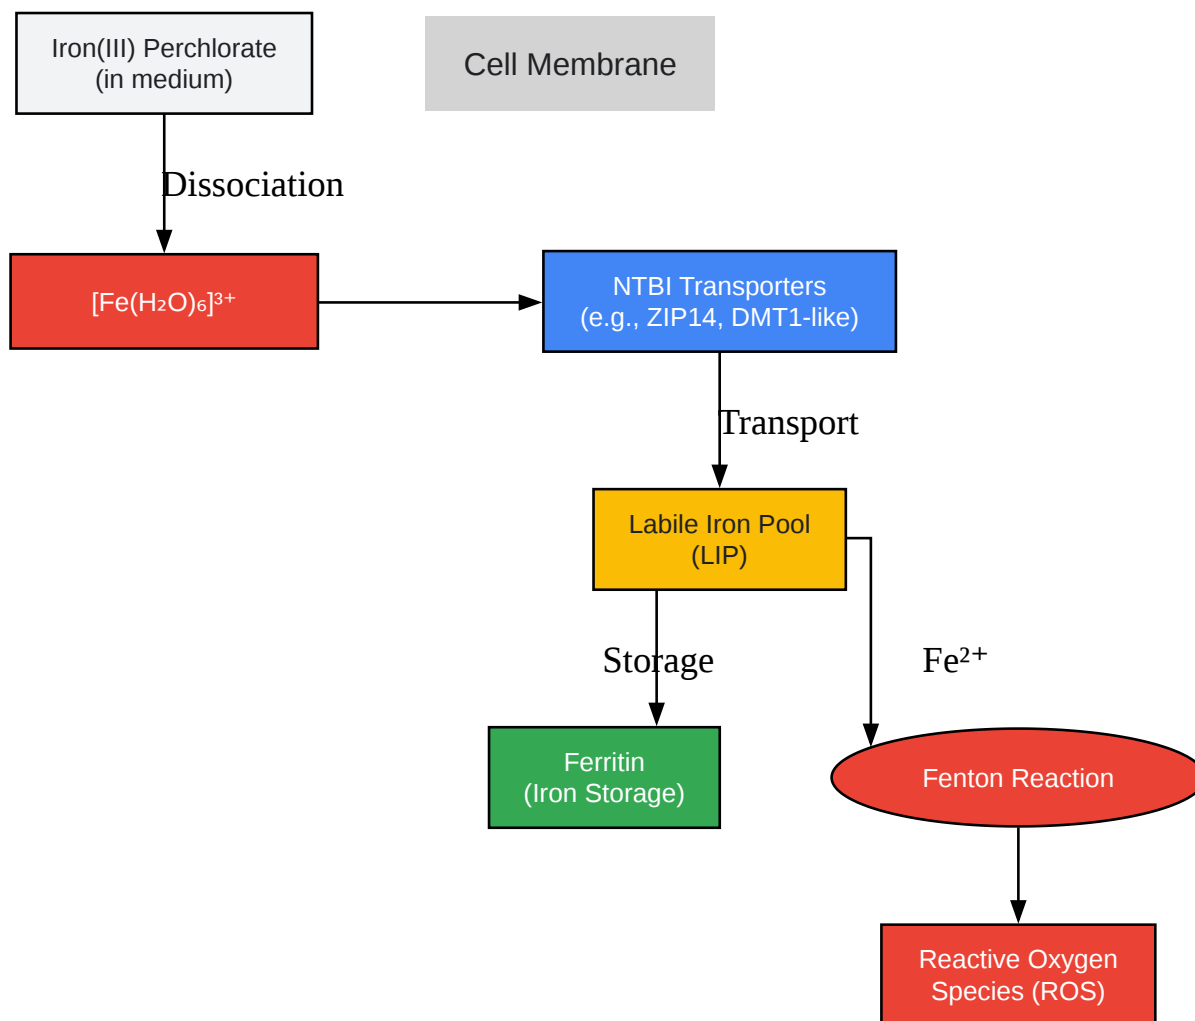 Iron(III) Perchlorate
(in medium)
Cell Membrane
Dissociation
[Fe(H₂O)₆]³⁺
NTBI Transporters
(e.g., ZIP14, DMT1-like)
Transport
Labile Iron Pool
(LIP)
Storage
Fe²⁺
Ferritin
(Iron Storage)
Fenton Reaction
Reactive Oxygen
Species (ROS)